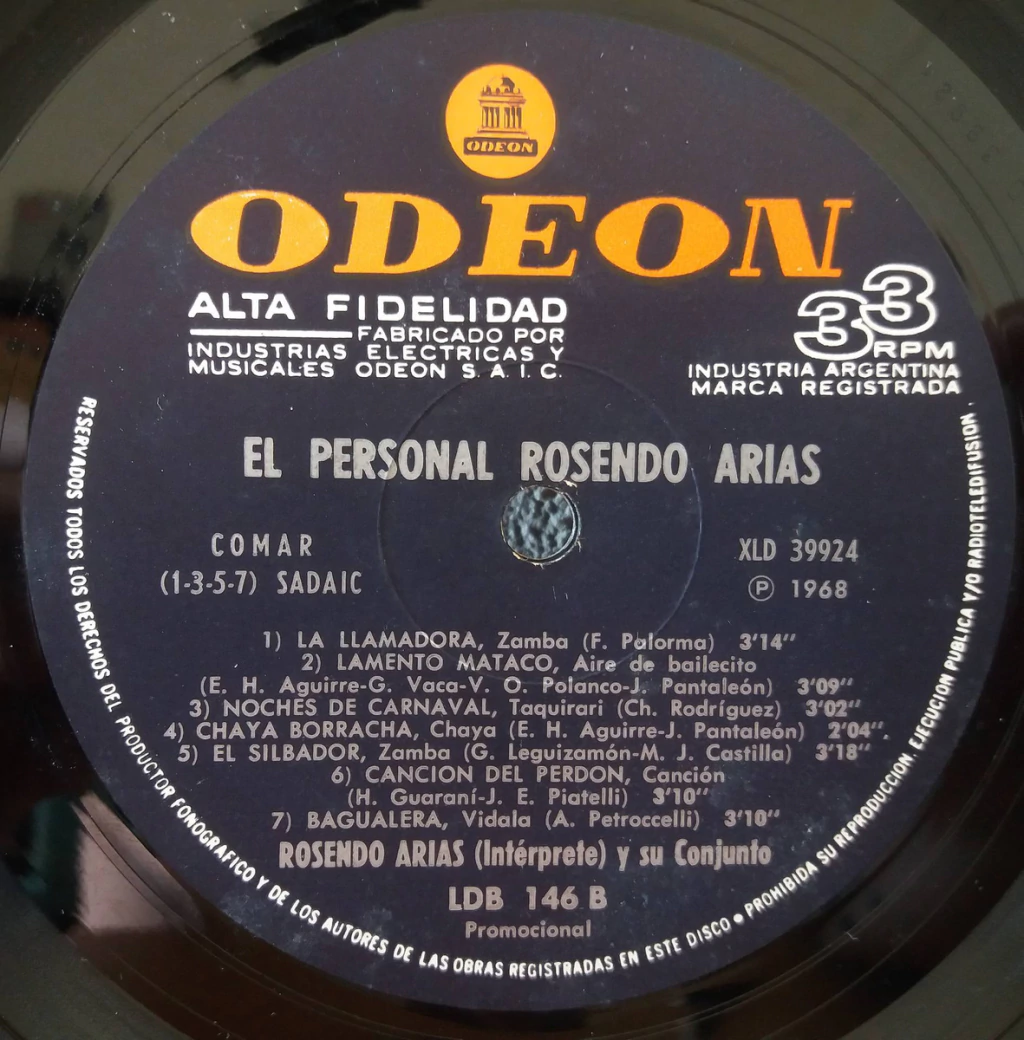 ODEON
ODEON
ALTA FIDELIDAD
FABRICADO POR
INDUSTRIAS ELECTRICAS Y
MUSICALES ODEON S.A.I.C.
33 RPM
INDUSTRIA ARGENTINA
MARCA REGISTRADA
EL PERSONAL ROSENDO ARIAS
COMAR
(1-3-5-7) SADAIC
XLD 39924
Ⓟ 1968
1) LA LLAMADORA, Zamba (F. Palorma) 3'14"
2) LAMENTO MATACO, Aire de bailecito
(E. H. Aguirre-G. Vaca-V. O. Polanco-J. Pantaleón) 3'09"
3) NOCHES DE CARNAVAL, Taquirari (Ch. Rodríguez) 3'02"
4) CHAYA BORRACHA, Chaya (E. H. Aguirre-J. Pantaleón) 2'04".
5) EL SILBADOR, Zamba (G. Leguizamón-M. J. Castilla) 3'18"
6) CANCION DEL PERDON, Canción
(H. Guaraní-J. E. Piatelli) 3'10"
7) BAGUALERA, Vidala (A. Petroccelli) 3'10"
ROSENDO ARIAS (Intérprete) y su Conjunto
LDB 146 B
Promocional
RESERVADOS TODOS LOS DERECHOS DEL PRODUCTOR FONOGRAFICO Y DE LOS AUTORES DE LAS OBRAS REGISTRADAS EN ESTE DISCO • PROHIBIDA SU REPRODUCCION, EJECUCION PUBLICA Y/O RADIOTELEDIFUSION.